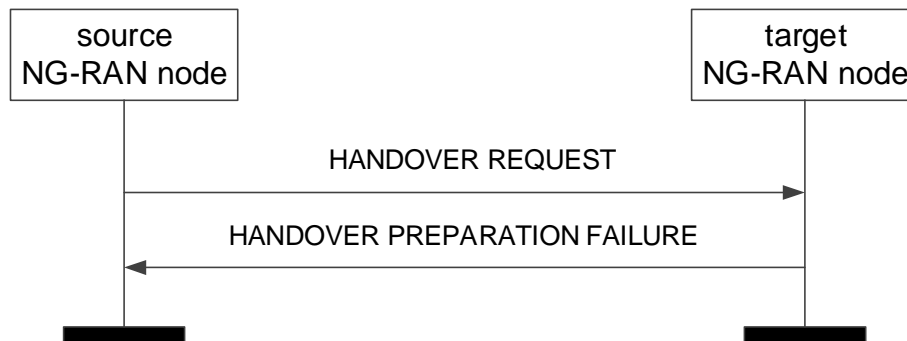 source
NG-RAN node
target
NG-RAN node
HANDOVER REQUEST
HANDOVER PREPARATION FAILURE